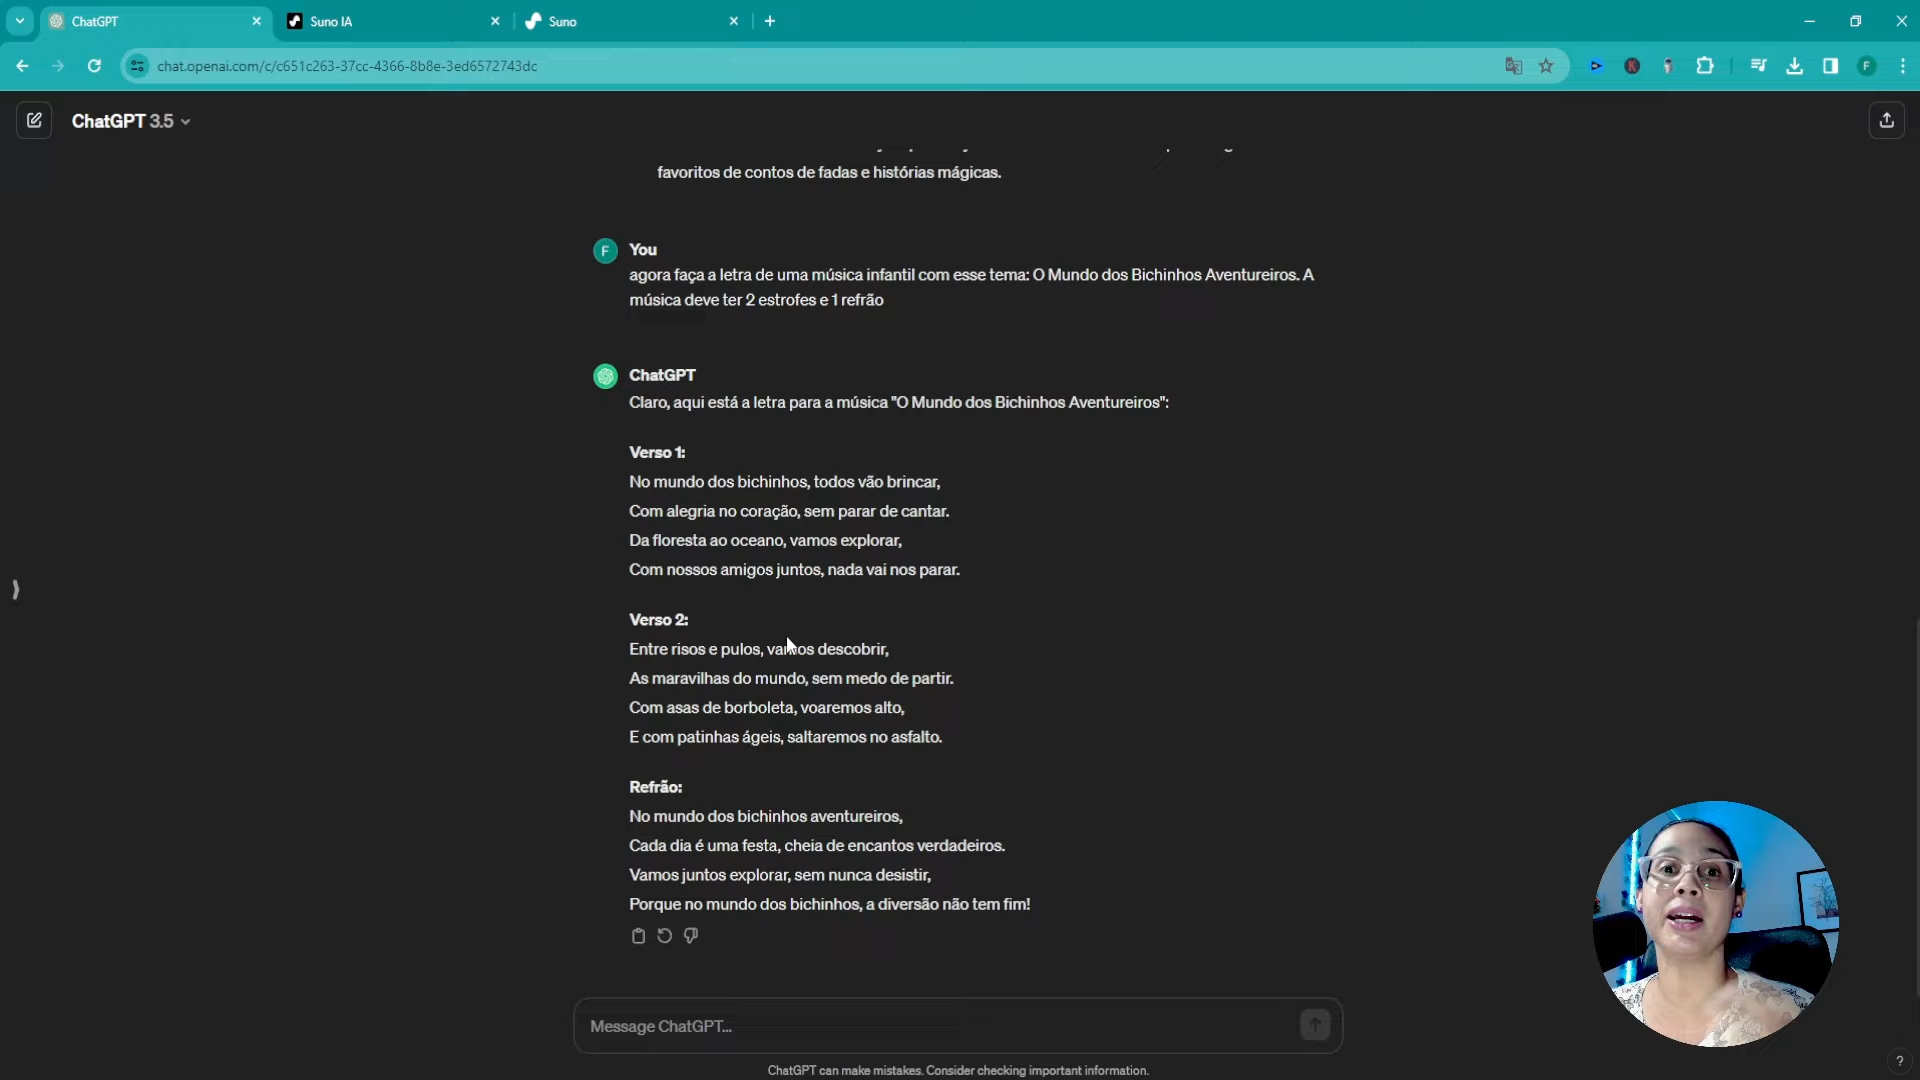 ChatGPT
Suno IA
Suno
chat.openai.com/c/c651c263-37cc-4366-8b8e-3ed6572743dc
K
F
ChatGPT 3.5
favoritos de contos de fadas e histórias mágicas.
F
You
agora faça a letra de uma música infantil com esse tema: O Mundo dos Bichinhos Aventureiros. A
música deve ter 2 estrofes e 1 refrão
ChatGPT
Claro, aqui está a letra para a música "O Mundo dos Bichinhos Aventureiros":
Verso 1:
No mundo dos bichinhos, todos vão brincar,
Com alegria no coração, sem parar de cantar.
Da floresta ao oceano, vamos explorar,
Com nossos amigos juntos, nada vai nos parar.
Verso 2:
Entre risos e pulos, vamos descobrir,
As maravilhas do mundo, sem medo de partir.
Com asas de borboleta, voaremos alto,
E com patinhas ágeis, saltaremos no asfalto.
Refrão:
No mundo dos bichinhos aventureiros,
Cada dia é uma festa, cheia de encantos verdadeiros.
Vamos juntos explorar, sem nunca desistir,
Porque no mundo dos bichinhos, a diversão não tem fim!
Message ChatGPT...
ChatGPT can make mistakes. Consider checking important information.
?